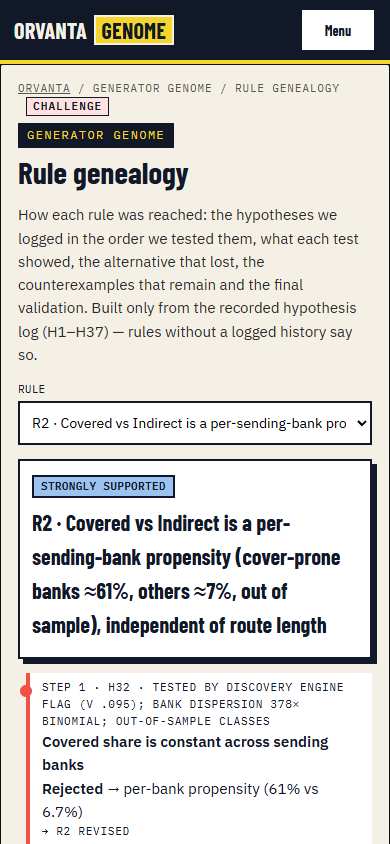 ORVANTA GENOME
Menu
ORVANTA / GENERATOR GENOME / RULE GENEALOGY
CHALLENGE
GENERATOR GENOME
Rule genealogy
How each rule was reached: the hypotheses we
logged in the order we tested them, what each test
showed, the alternative that lost, the
counterexamples that remain and the final
validation. Built only from the recorded hypothesis
log (H1–H37) — rules without a logged history say
so.
RULE
R2 · Covered vs Indirect is a per-sending-bank pro
STRONGLY SUPPORTED
R2 · Covered vs Indirect is a per-
sending-bank propensity (cover-prone
banks ≈61%, others ≈7%, out of
sample), independent of route length
STEP 1 · H32 · TESTED BY DISCOVERY ENGINE
FLAG (V .095); BANK DISPERSION 378×
BINOMIAL; OUT-OF-SAMPLE CLASSES
Covered share is constant across sending
banks
Rejected → per-bank propensity (61% vs
6.7%)
→ R2 REVISED